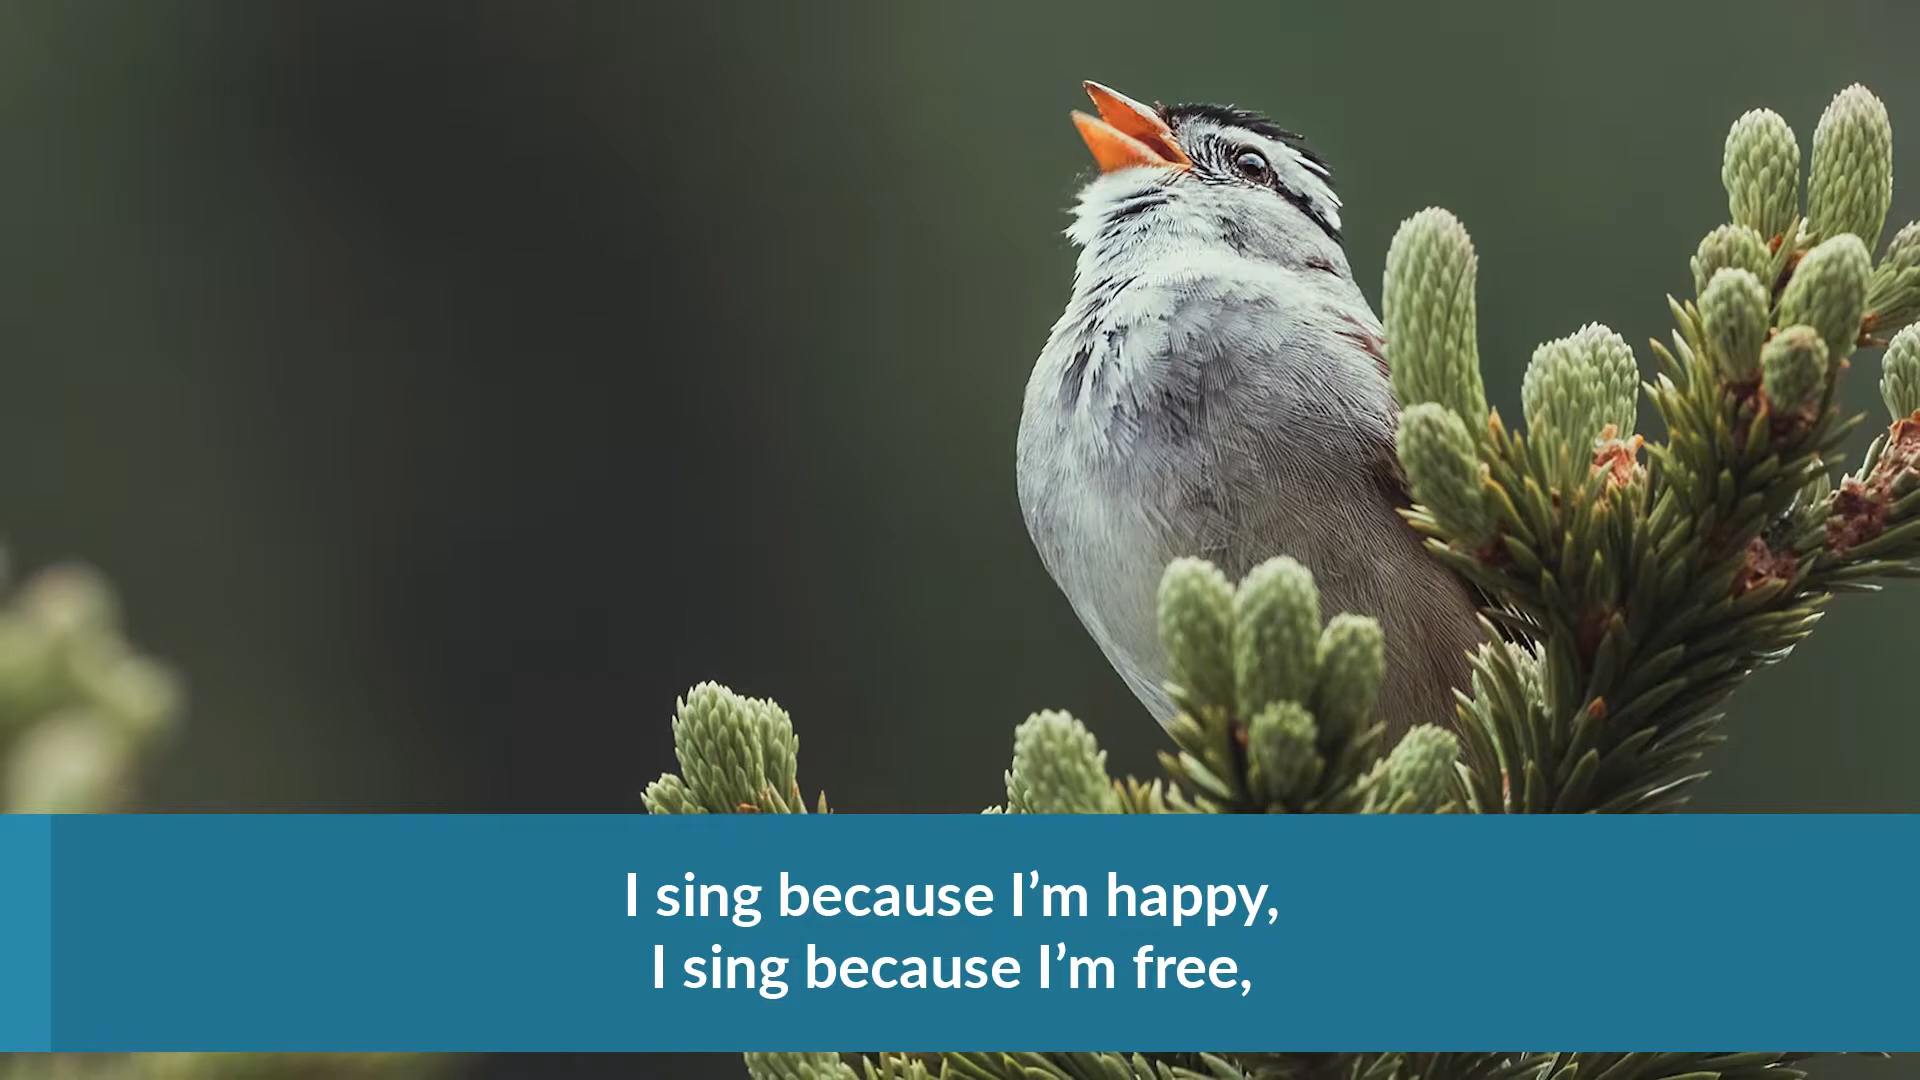 I sing because I’m happy,
I sing because I’m free,